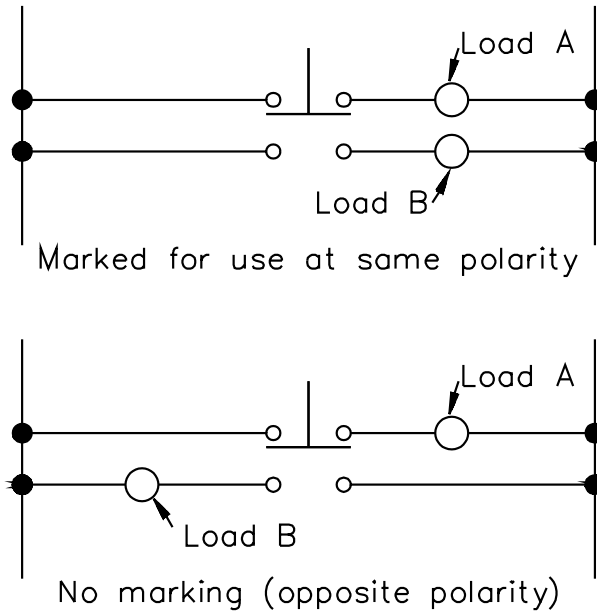 Load A
Load B
Marked for use at same polarity
Load A
Load B
No marking (opposite polarity)